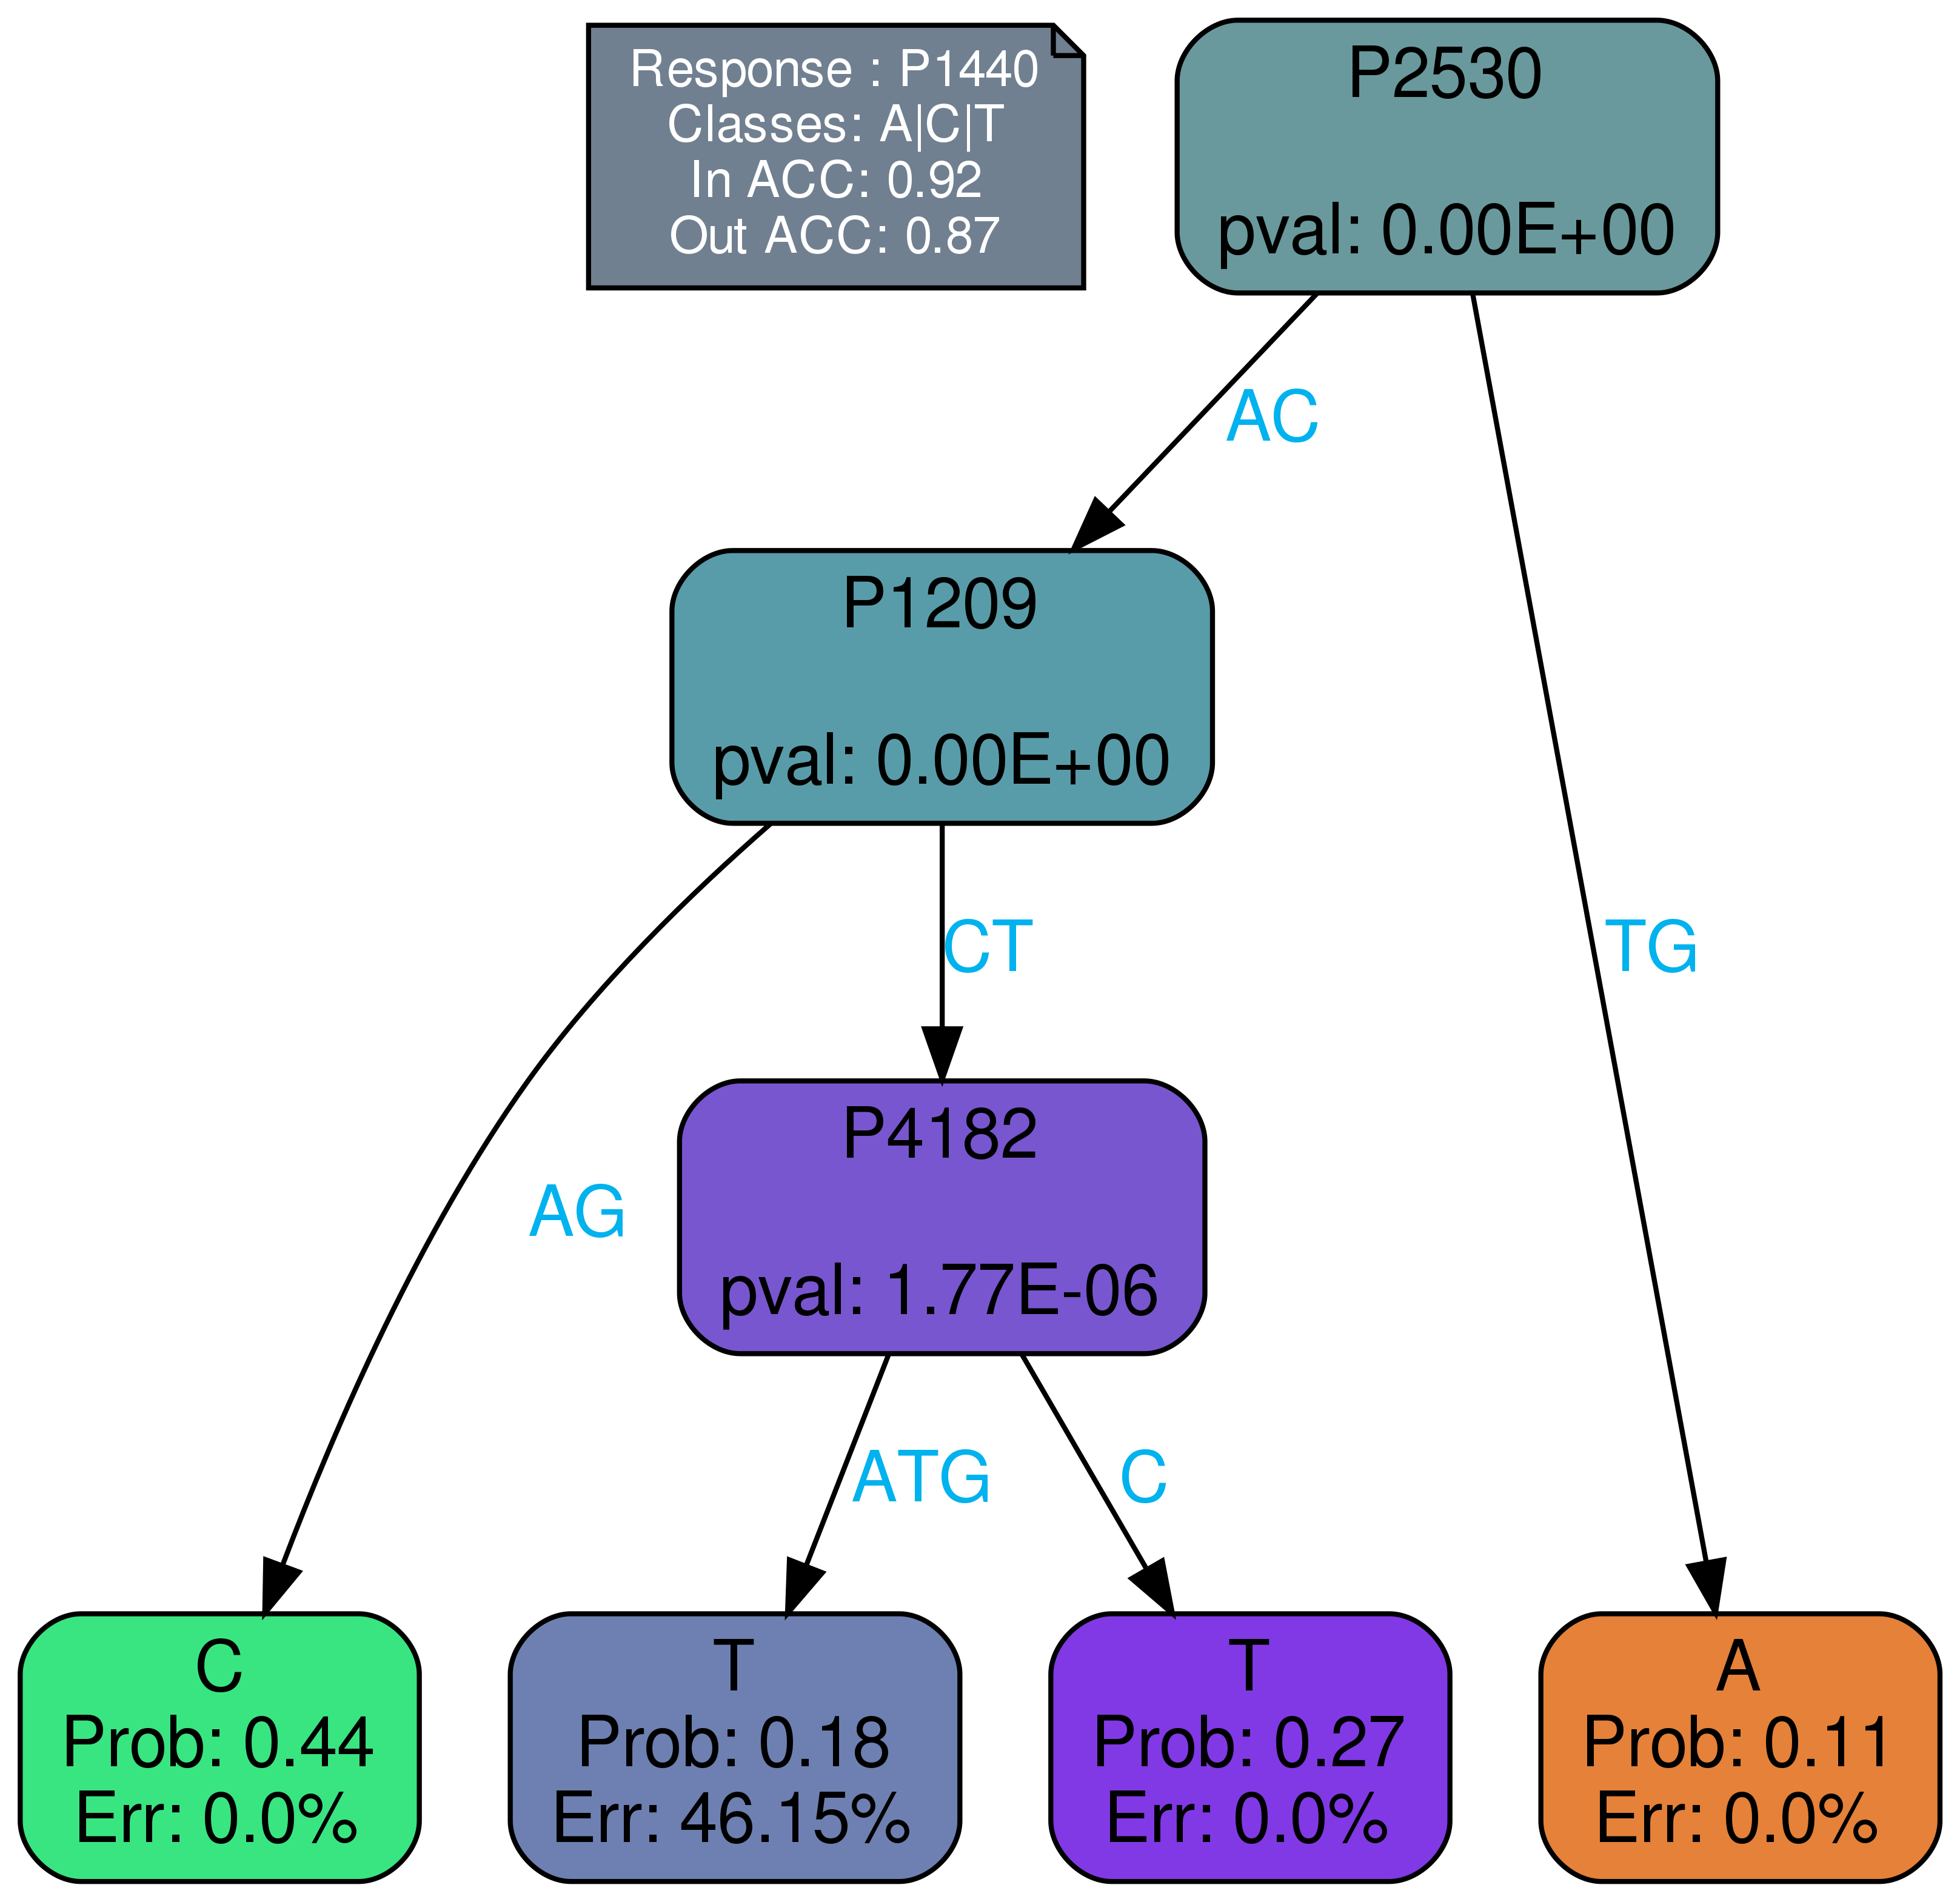 Response : P1440
Classes: A|C|T
In ACC: 0.92
Out ACC: 0.87
P2530
pval: 0.00E+00
AC
P1209
pval: 0.00E+00
CT
TG
P4182
pval: 1.77E-06
AG
ATG
C
C
Prob: 0.44
Err: 0.0%
T
Prob: 0.18
Err: 46.15%
T
Prob: 0.27
Err: 0.0%
A
Prob: 0.11
Err: 0.0%